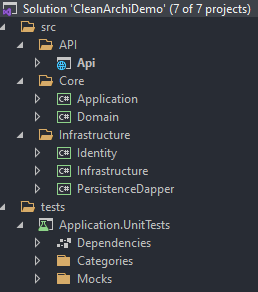 Solution 'CleanArchiDemo' (7 of 7 projects)
src
API
Api
Core
C# Application
C# Domain
Infrastructure
C# Identity
C# Infrastructure
C# PersistenceDapper
tests
Application.UnitTests
Dependencies
Categories
Mocks